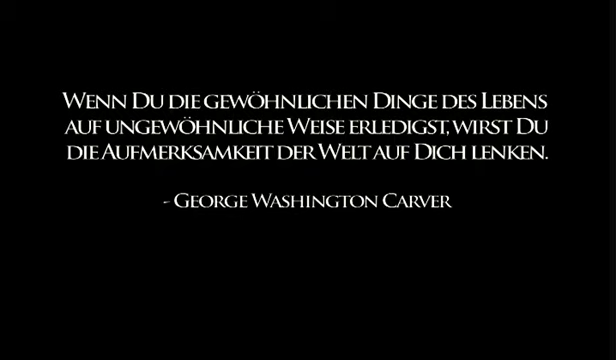 Wenn Du die gewöhnlichen Dinge des Lebens
auf ungewöhnliche Weise erledigst, wirst Du
die Aufmerksamkeit der Welt auf Dich lenken.
- George Washington Carver